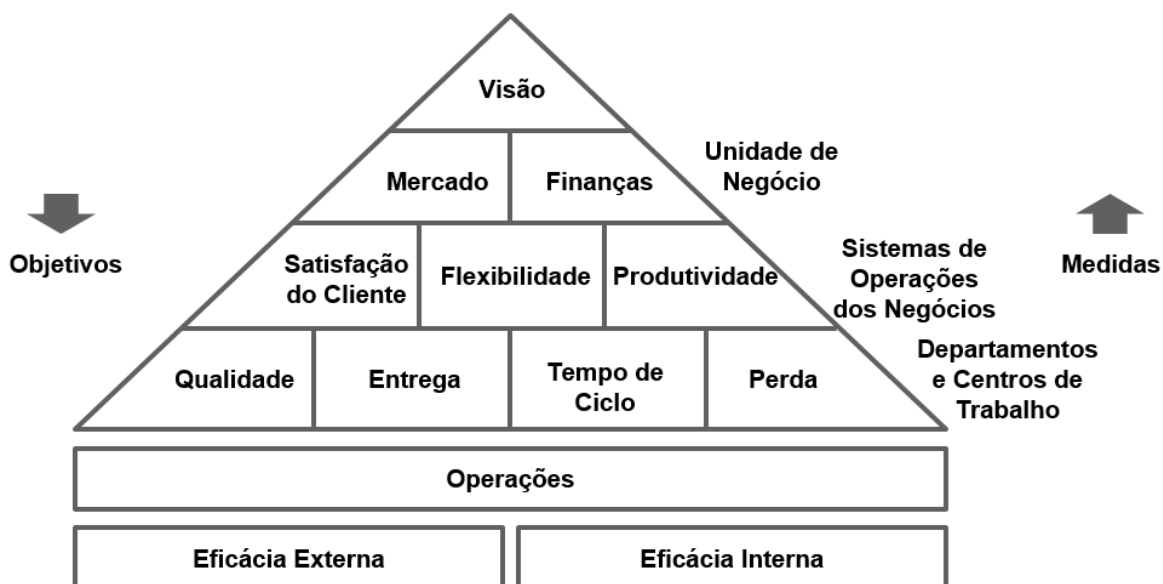 Visão
Mercado
Finanças
Unidade de
Negócio
Objetivos
Satisfação
do Cliente
Flexibilidade
Produtividade
Sistemas de
Operações
dos Negócios
Medidas
Qualidade
Entrega
Tempo de
Ciclo
Perda
Departamentos
e Centros de
Trabalho
Operações
Eficácia Externa
Eficácia Interna